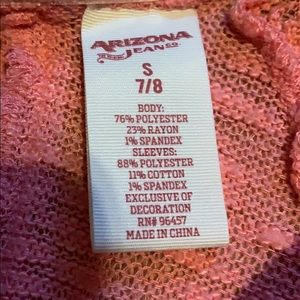 ARIZONA
JEAN CO.
S
7/8
BODY:
76% POLYESTER
23% RAYON
1% SPANDEX
SLEEVES:
88% POLYESTER
11% COTTON
1% SPANDEX
EXCLUSIVE OF
DECORATION
RN# 96457
MADE IN CHINA